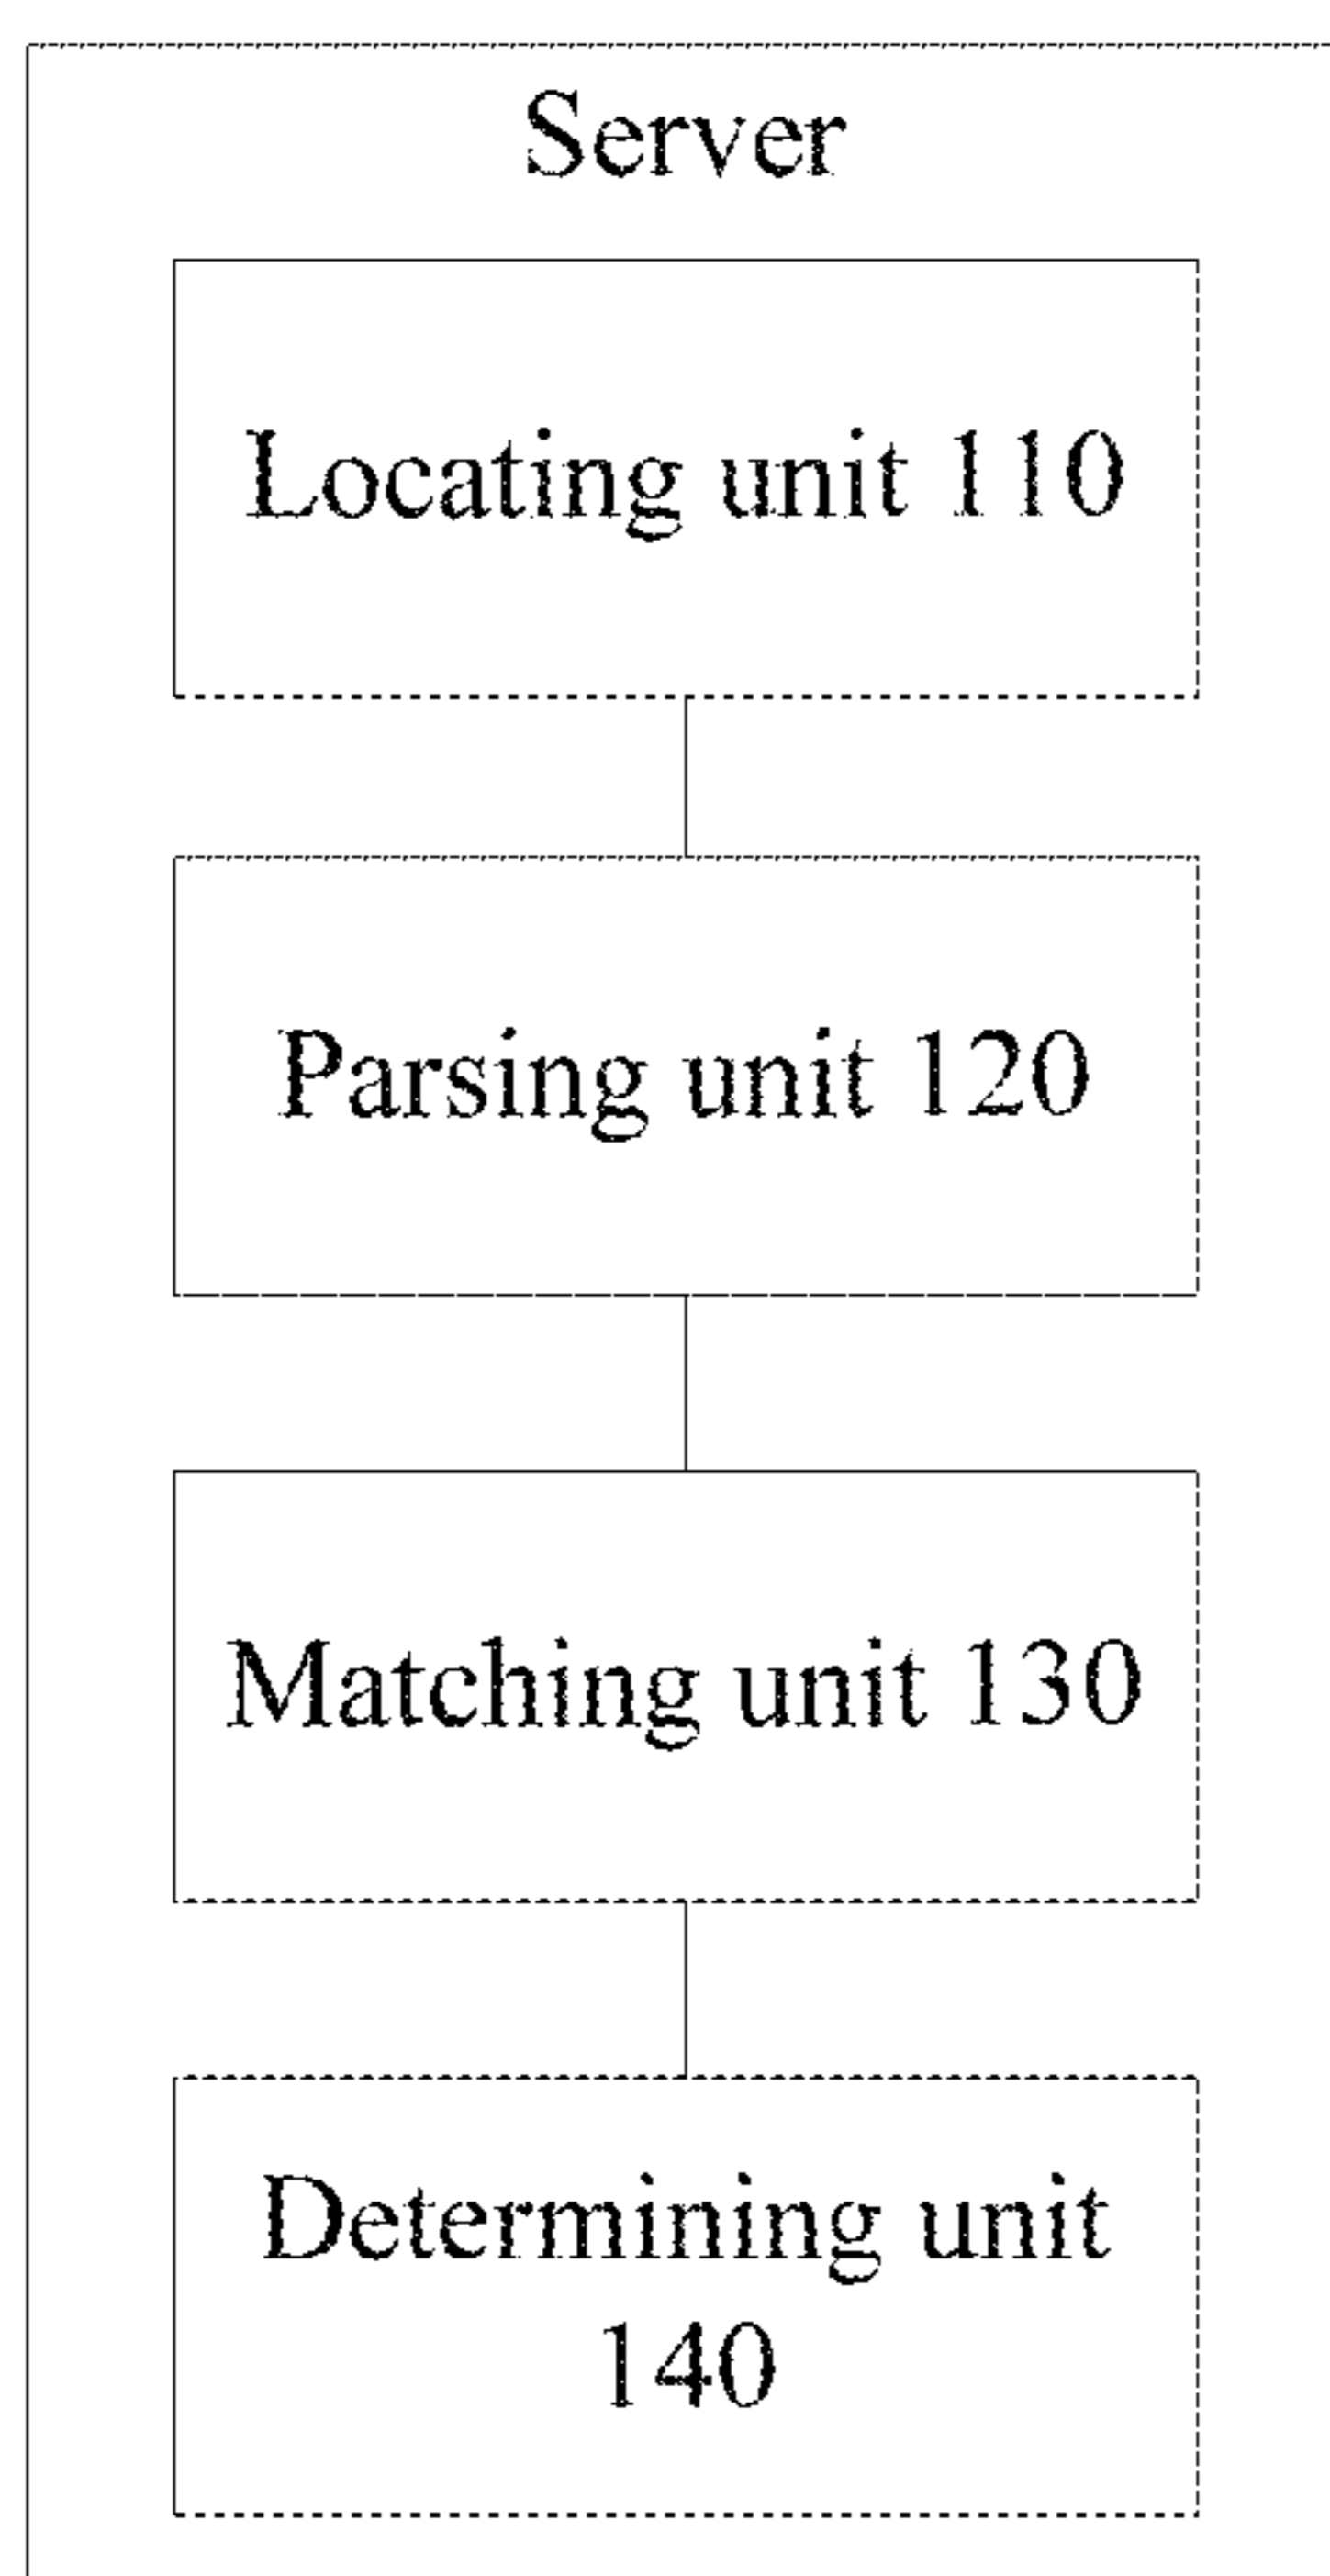 Server
Locating unit 110
Parsing unit 120
Matching unit 130
Determining unit
140